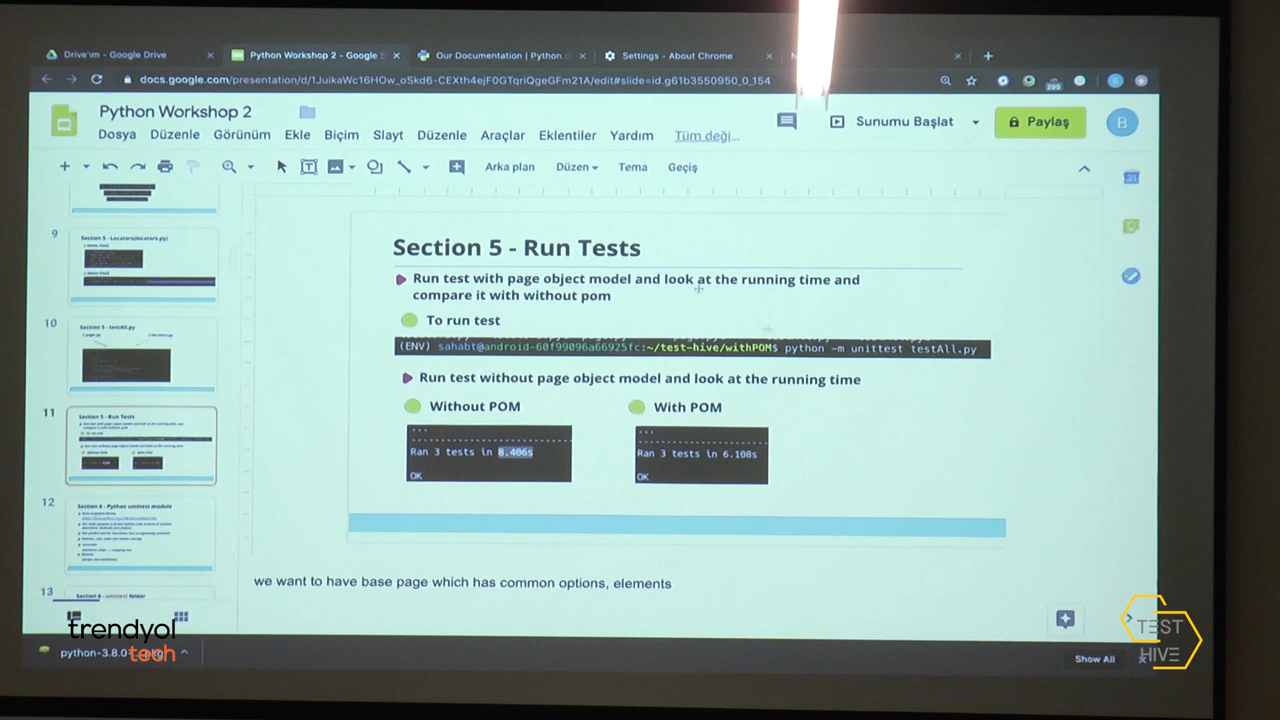 Drive'ım - Google Drive
Python Workshop 2 - Google S
Our Documentation | Python.o
Settings - About Chrome
docs.google.com/presentation/d/1JuikaWc16HOw_oSkd6-CEXth4ejF0GTqriQgeGFm21A/edit#slide=id.g61b3550950_0_154
Python Workshop 2
Dosya Düzenle Görünüm Ekle Biçim Slayt Düzenle Araçlar Eklentiler Yardım Tüm deği...
Sunumu Başlat
Paylaş
B
Arka plan Düzen Tema Geçiş
31
9
Section 5 - Locators(locators.py)
10
Section 5 - testAll.py
11
Section 5 - Run Tests
12
Section 6 - Python unittest module
13
Section 6 - unittest folder
Section 5 - Run Tests
Run test with page object model and look at the running time and
compare it with without pom
To run test
(ENV) sahabt@android-60f99096a66925fc:~/test-hive/withPOM$ python -m unittest testAll.py
Run test without page object model and look at the running time
Without POM
With POM
...
Ran 3 tests in 8.406s
OK
...
Ran 3 tests in 6.108s
OK
we want to have base page which has common options, elements
trendyol
tech
python-3.8.0-
Show All
TEST
HIVE